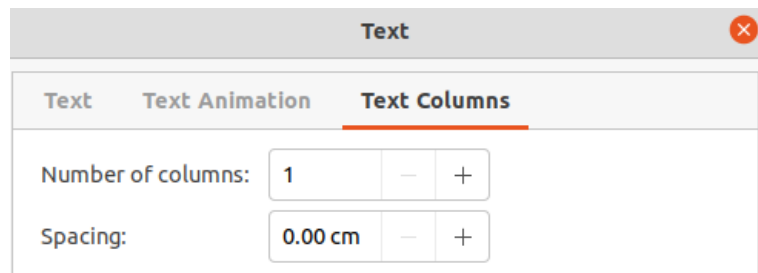 Text
Text Text Animation Text Columns
Number of columns: 1
Spacing: 0.00 cm